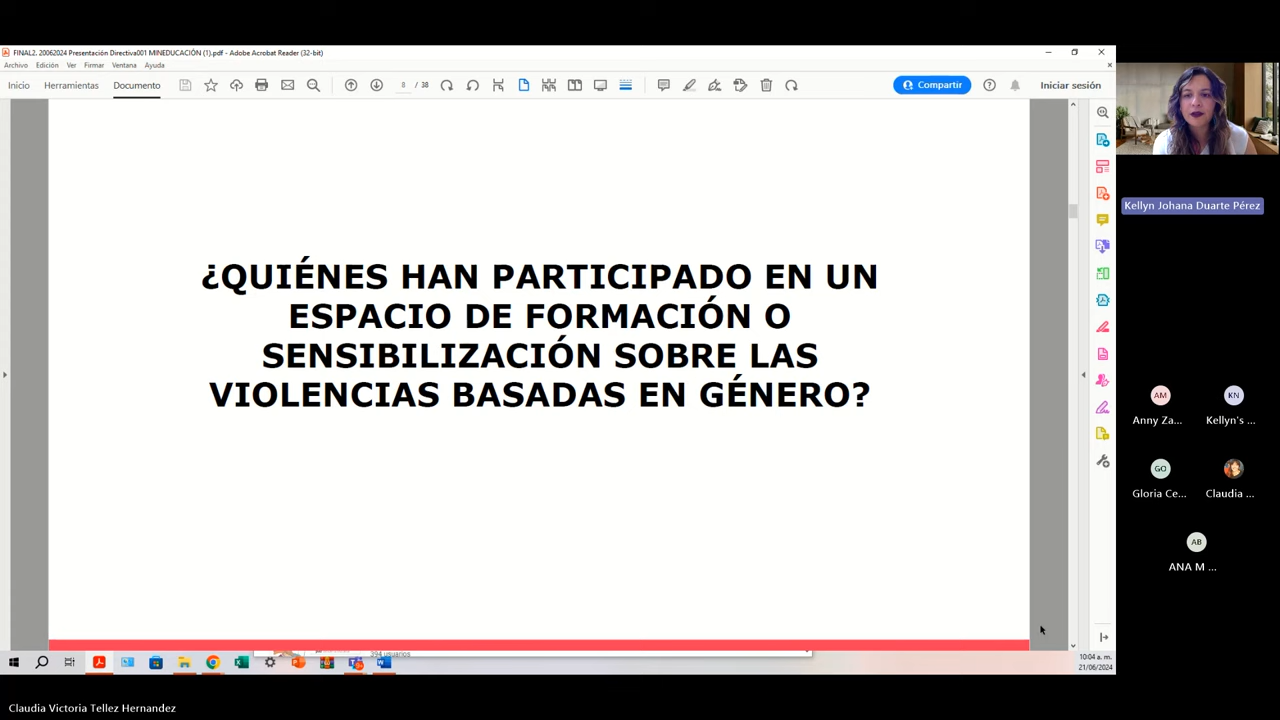 FINAL2. 20062024 Presentación Directiva001 MINEDUCACIÓN (1).pdf - Adobe Acrobat Reader (32-bit)
Archivo Edición Ver Firmar Ventana Ayuda
Inicio Herramientas Documento 8 / 38 Compartir Iniciar sesión
¿QUIÉNES HAN PARTICIPADO EN UN
ESPACIO DE FORMACIÓN O
SENSIBILIZACIÓN SOBRE LAS
VIOLENCIAS BASADAS EN GÉNERO?
394 usuarios
10:04 a. m.
21/06/2024
Kellyn Johana Duarte Pérez
AM KN
Anny Za... Kellyn's ...
GO
Gloria Ce... Claudia ...
AB
ANA M ...
Claudia Victoria Tellez Hernandez